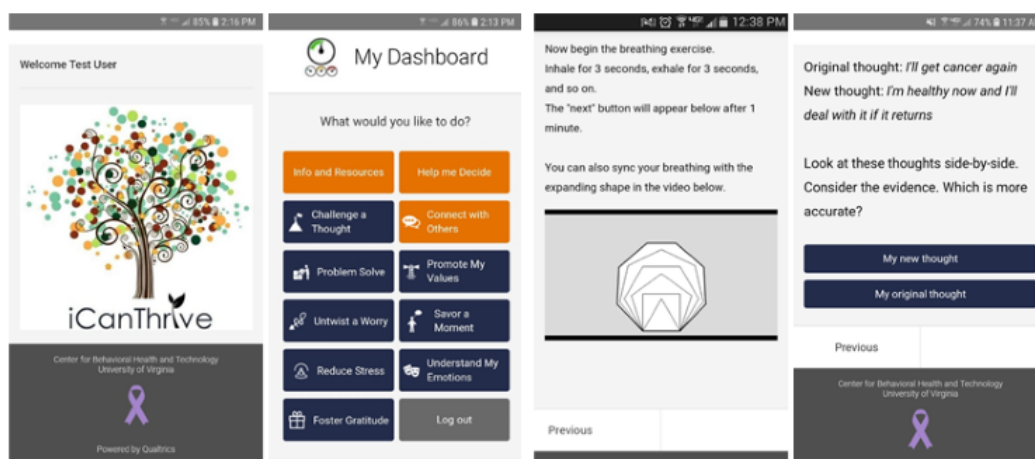 85% 2:16 PM
Welcome Test User
iCanThrive
Center for Behavioral Health and Technology
University of Virginia
Powered by Qualtrics
86% 2:13 PM
My Dashboard
What would you like to do?
Info and Resources
Help me Decide
Challenge a
Thought
Connect with
Others
Problem Solve
Promote My
Values
Untwist a Worry
Savor a
Moment
Reduce Stress
Understand My
Emotions
Foster Gratitude
Log out
12:38 PM
Now begin the breathing exercise.
Inhale for 3 seconds, exhale for 3 seconds,
and so on.
The "next" button will appear below after 1
minute.
You can also sync your breathing with the
expanding shape in the video below.
Previous
74% 11:37 A
Original thought: I'll get cancer again
New thought: I'm healthy now and I'll
deal with it if it returns
Look at these thoughts side-by-side.
Consider the evidence. Which is more
accurate?
My new thought
My original thought
Previous
Center for Behavioral Health and Technology
University of Virginia